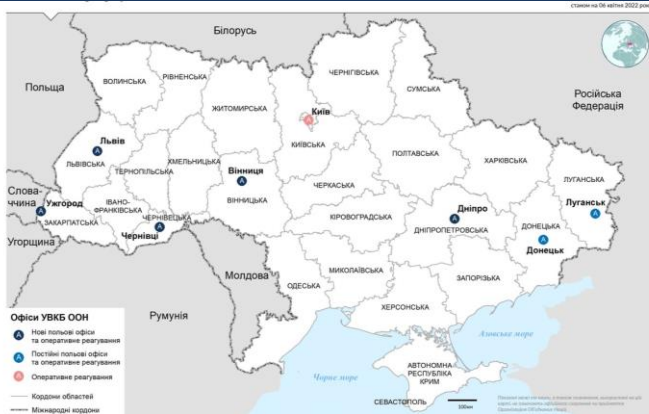 станом на 06 квітня 2022 рок
Білорусь
Польща
Російська
Федерація
ВОЛИНСЬКА
РІВНЕНСЬКА
ЖИТОМИРСЬКА
ЧЕРНІГІВСЬКА
СУМСЬКА
Київ
КИЇВСЬКА
Львів
ЛЬВІВСЬКА
ТЕРНОПІЛЬСЬКА
ХМЕЛЬНИЦЬКА
Вінниця
ВІННИЦЬКА
ПОЛТАВСЬКА
ХАРКІВСЬКА
ЛУГАНСЬКА
ЧЕРКАСЬКА
Слова-
ччина
Ужгород
ЗАКАРПАТСЬКА
ІВАНО-
ФРАНКІВСЬКА
ЧЕРНІВЕЦЬКА
Чернівці
КІРОВОГРАДСЬКА
Дніпро
ДНІПРОПЕТРОВСЬКА
ДОНЕЦЬКА
Донецьк
Луганськ
Угорщина
Молдова
Румунія
ОДЕСЬКА
МИКОЛАЇВСЬКА
ЗАПОРІЗЬКА
ХЕРСОНСЬКА
Азовське море
Чорне море
АВТОНОМНА
РЕСПУБЛІКА
КРИМ
СЕВАСТОПОЛЬ
100км
Офіси УВКБ ООН
Нові польові офіси
та оперативне реагування
Постійні польові офіси
та оперативне реагування
Оперативне реагування
Кордони областей
Міжнародні кордони